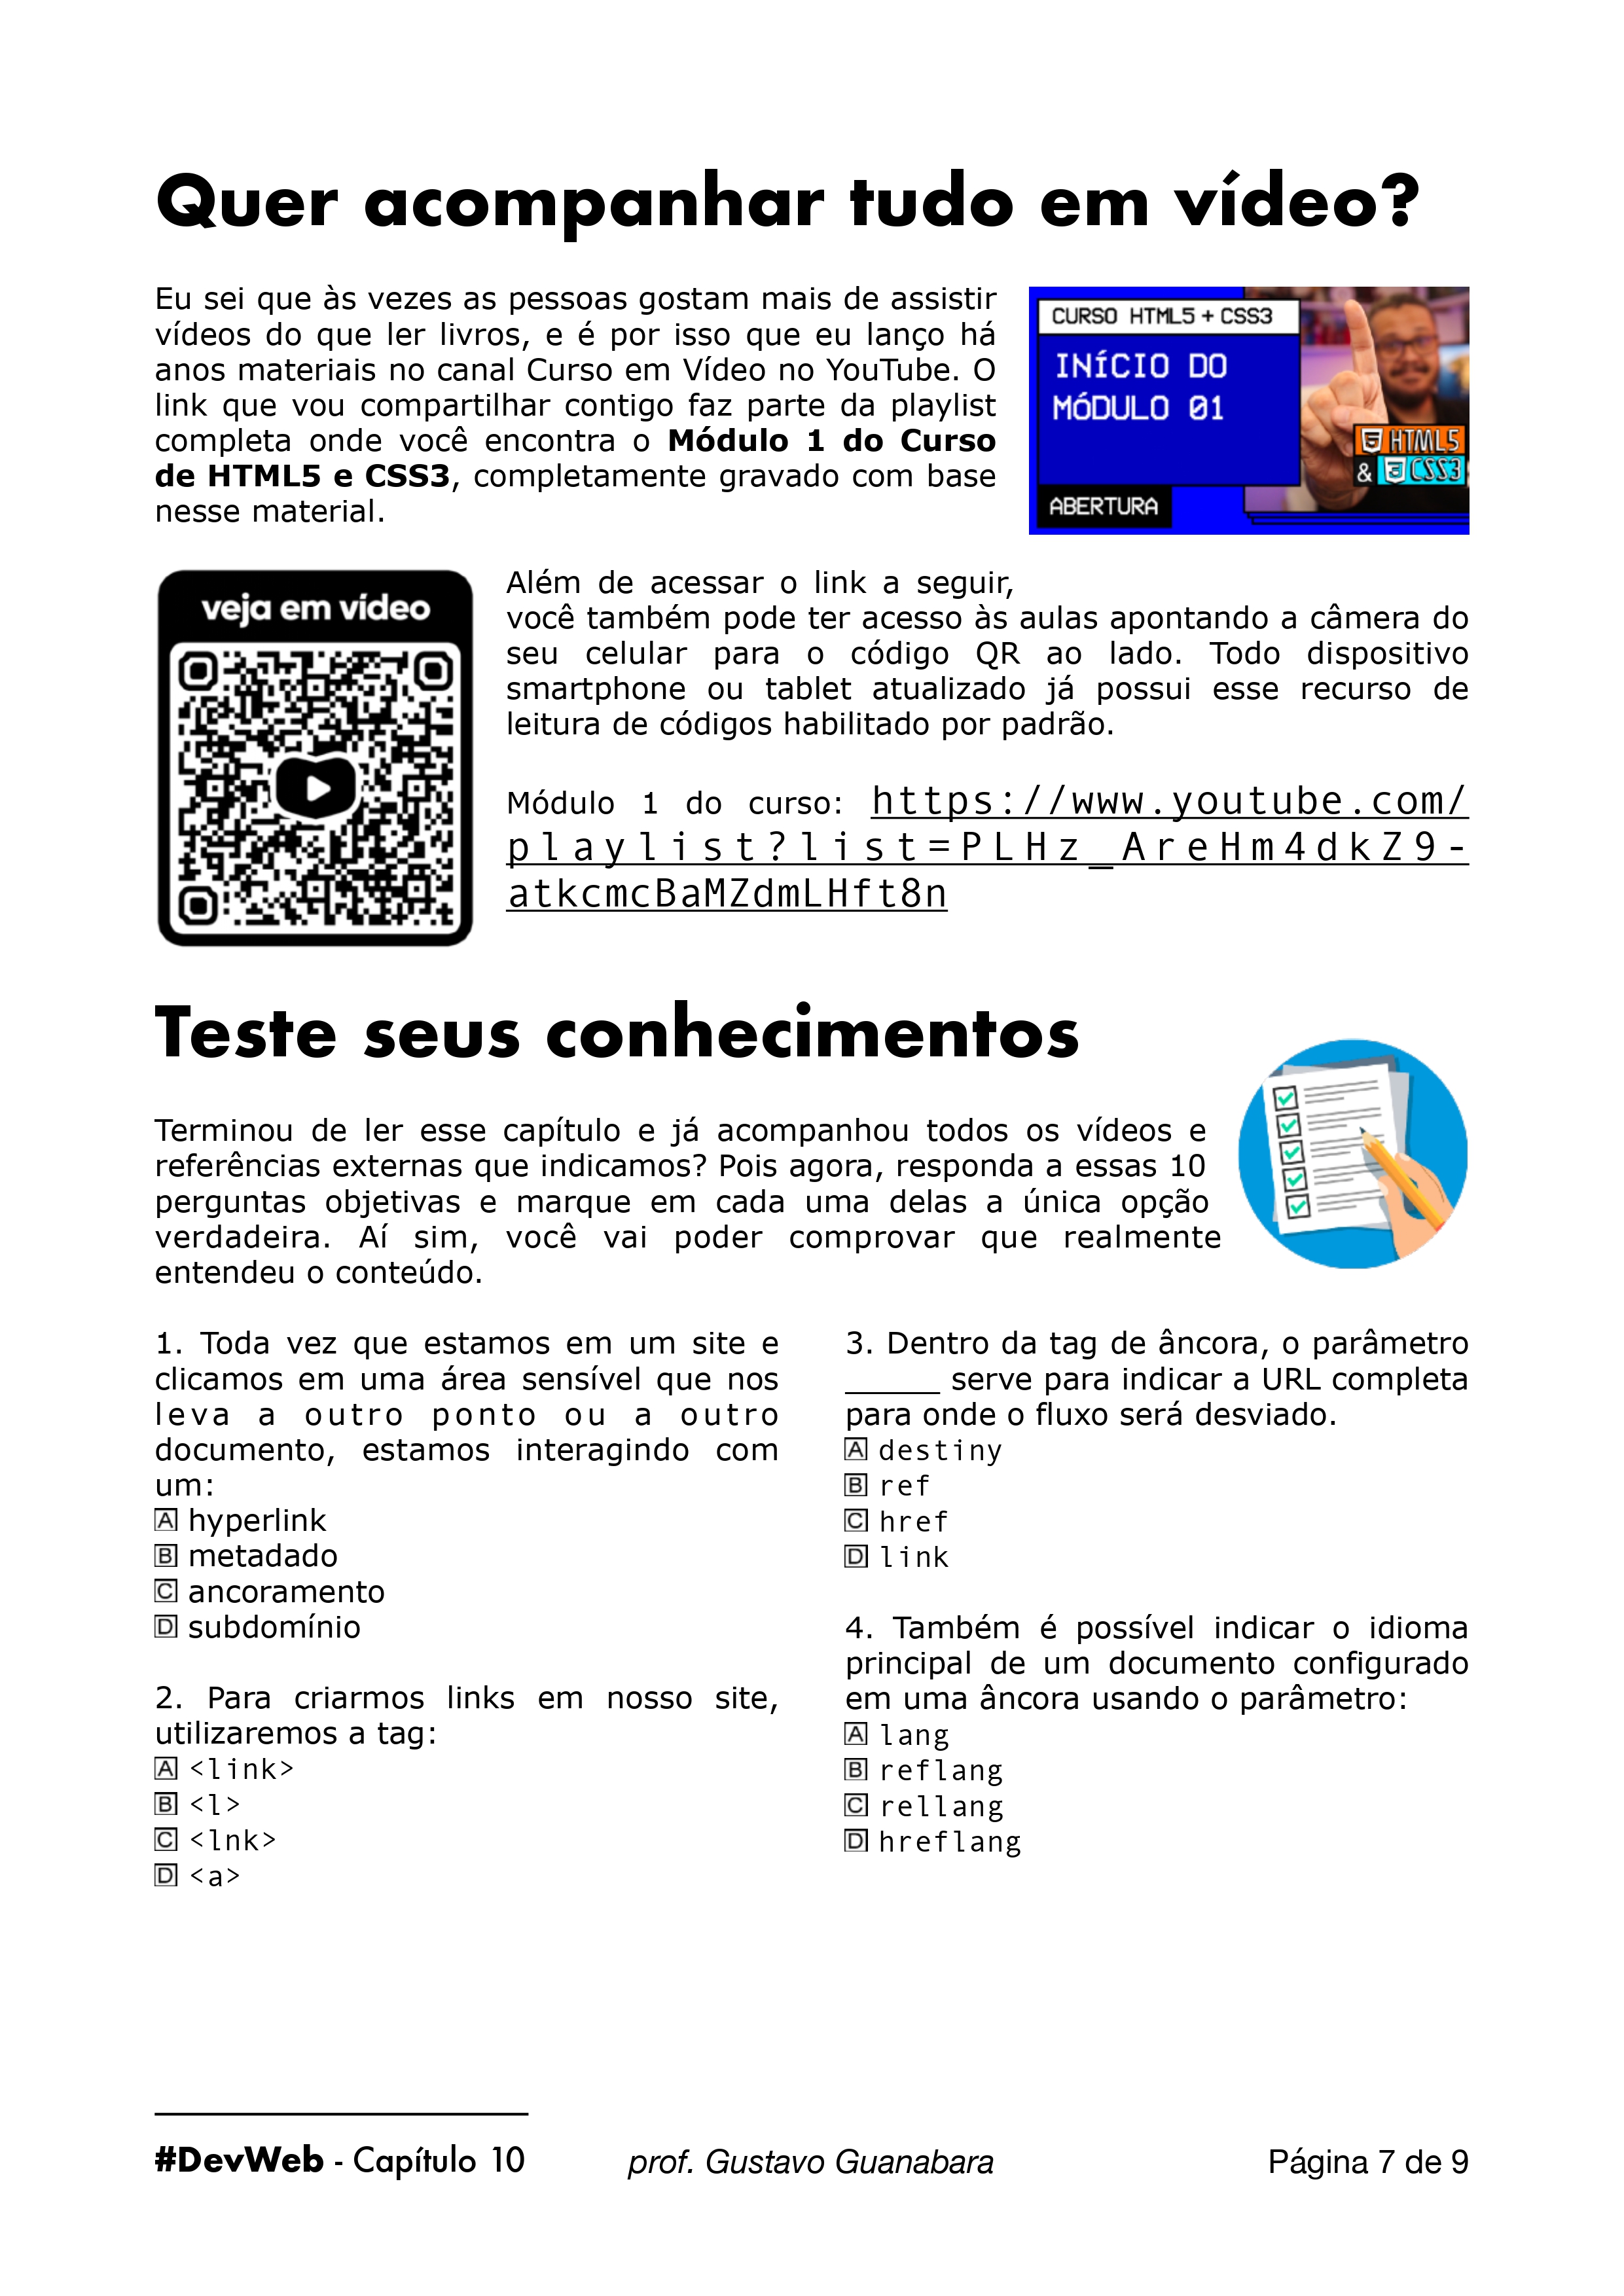 Quer acompanhar tudo em vídeo?
Eu sei que às vezes as pessoas gostam mais de assistir
vídeos do que ler livros, e é por isso que eu lanço há
anos materiais no canal Curso em Vídeo no YouTube. O
link que vou compartilhar contigo faz parte da playlist
completa onde você encontra o Módulo 1 do Curso
de HTML5 e CSS3, completamente gravado com base
nesse material.
CURSO HTML5 + CSS3
INÍCIO DO
MÓDULO 01
HTML5
& CSS3
ABERTURA
veja em vídeo
Além de acessar o link a seguir,
você também pode ter acesso às aulas apontando a câmera do
seu celular para o código QR ao lado. Todo dispositivo
smartphone ou tablet atualizado já possui esse recurso de
leitura de códigos habilitado por padrão.
Módulo 1 do curso: https://www.youtube.com/
playlist?list=PLHz_AreHm4dkZ9-
atkcmcBaMZdmLHft8n
Teste seus conhecimentos
Terminou de ler esse capítulo e já acompanhou todos os vídeos e
referências externas que indicamos? Pois agora, responda a essas 10
perguntas objetivas e marque em cada uma delas a única opção
verdadeira. Aí sim, você vai poder comprovar que realmente
entendeu o conteúdo.
1. Toda vez que estamos em um site e
clicamos em uma área sensível que nos
leva a outro ponto ou a outro
documento, estamos interagindo com
um:
A hyperlink
B metadado
C ancoramento
D subdomínio
2. Para criarmos links em nosso site,
utilizaremos a tag:
A <link>
B <l>
C <lnk>
D <a>
3. Dentro da tag de âncora, o parâmetro
______ serve para indicar a URL completa
para onde o fluxo será desviado.
A destiny
B ref
C href
D link
4. Também é possível indicar o idioma
principal de um documento configurado
em uma âncora usando o parâmetro:
A lang
B reflang
C rellang
D hreflang
#DevWeb - Capítulo 10 prof. Gustavo Guanabara Página 7 de 9